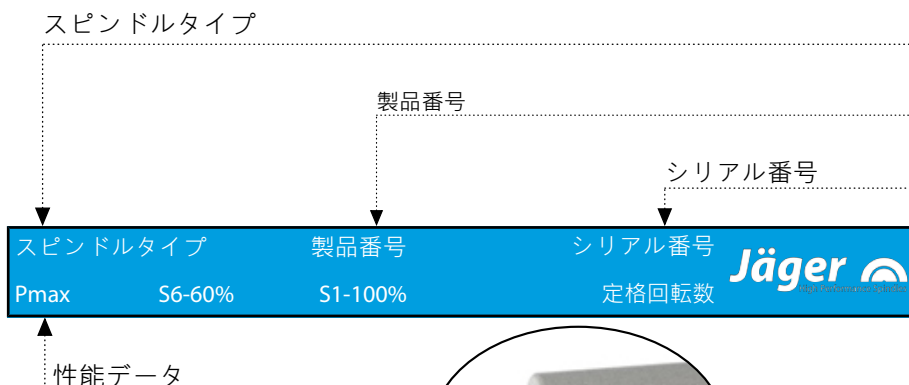 スピンドルタイプ
製品番号
シリアル番号
スピンドルタイプ 製品番号 シリアル番号
Jäger
Pmax S6-60% S1-100% 定格回転数
性能データ